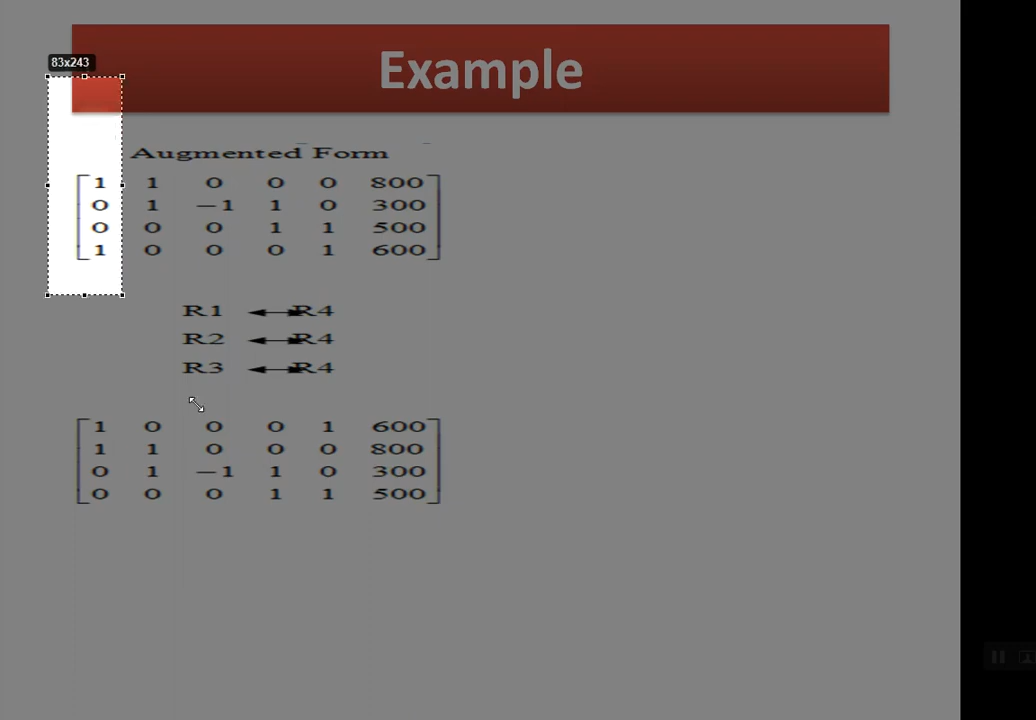 83x243
Example
Augmented Form
1 1 0 0 0 800
0 1 −1 1 0 300
0 0 0 1 1 500
1 0 0 0 1 600
R1 ↔ R4
R2 ↔ R4
R3 ↔ R4
1 0 0 0 1 600
1 1 0 0 0 800
0 1 −1 1 0 300
0 0 0 1 1 500